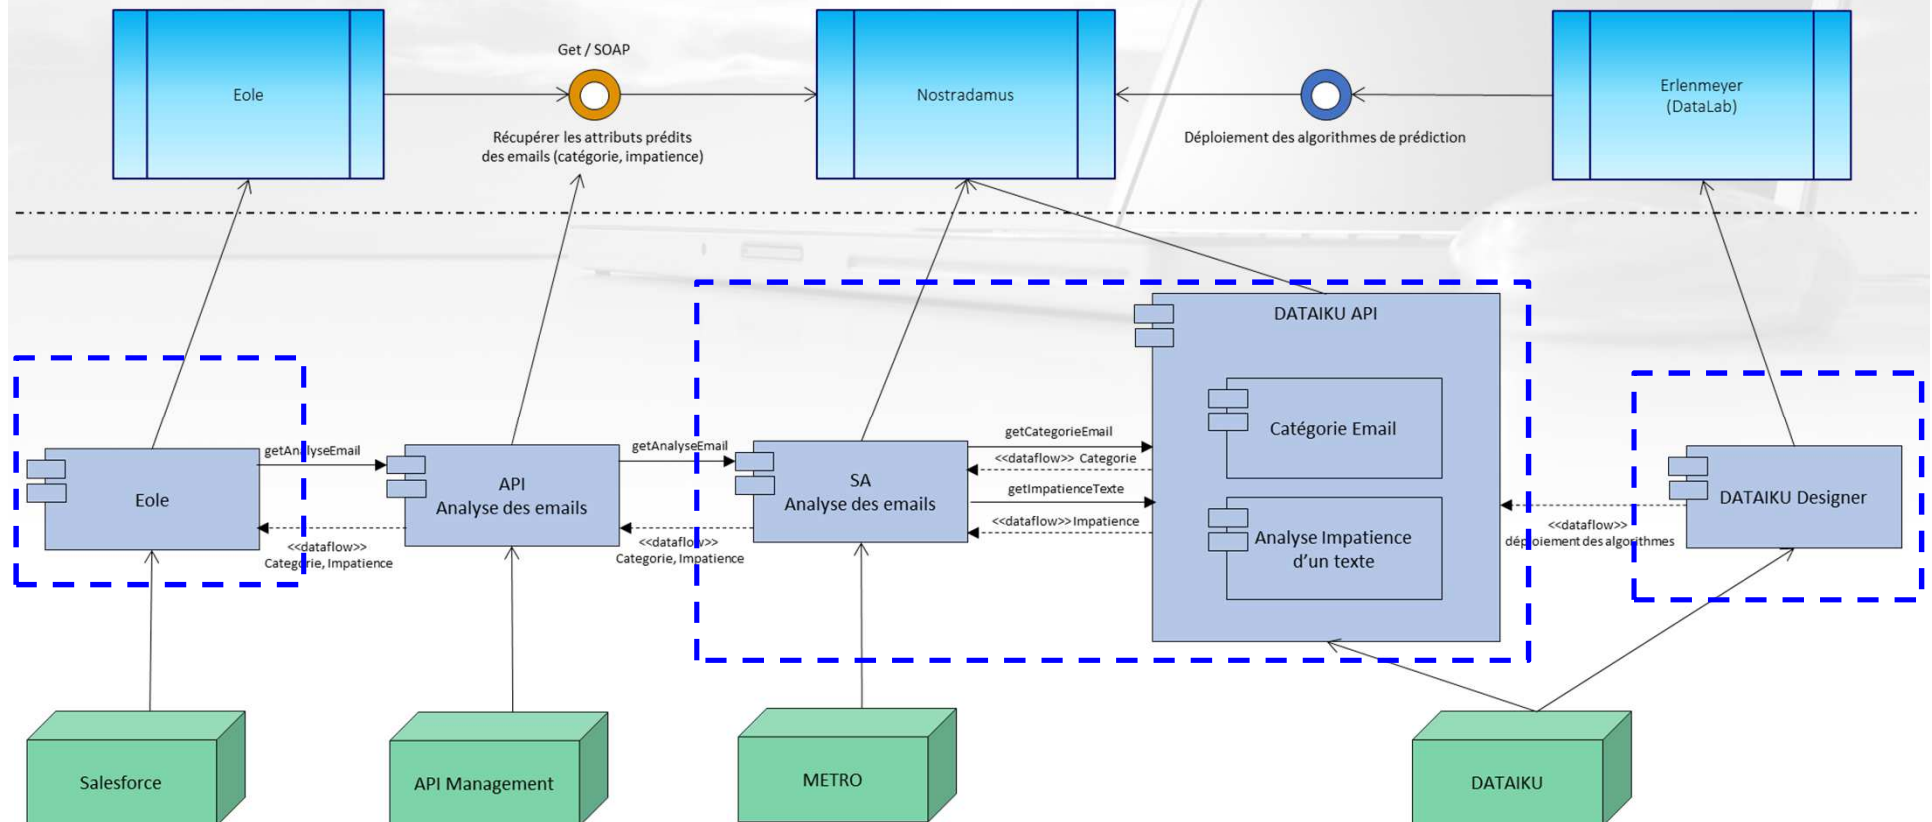 Get / SOAP
Eole
Nostradamus
Erlenmeyer
(DataLab)
Récupérer les attributs prédits
des emails (catégorie, impatience)
Déploiement des algorithmes de prédiction
DATAIKU API
Catégorie Email
Analyse Impatience
d'un texte
getAnalyseEmail
getAnalyseEmail
getCategorieEmail
<<dataflow>> Categorie
getImpatienceTexte
<<dataflow>> Impatience
Eole
API
Analyse des emails
SA
Analyse des emails
DATAIKU Designer
<<dataflow>>
Categorie, Impatience
<<dataflow>>
Categorie, Impatience
<<dataflow>>
déploiement des algorithmes
Salesforce
API Management
METRO
DATAIKU